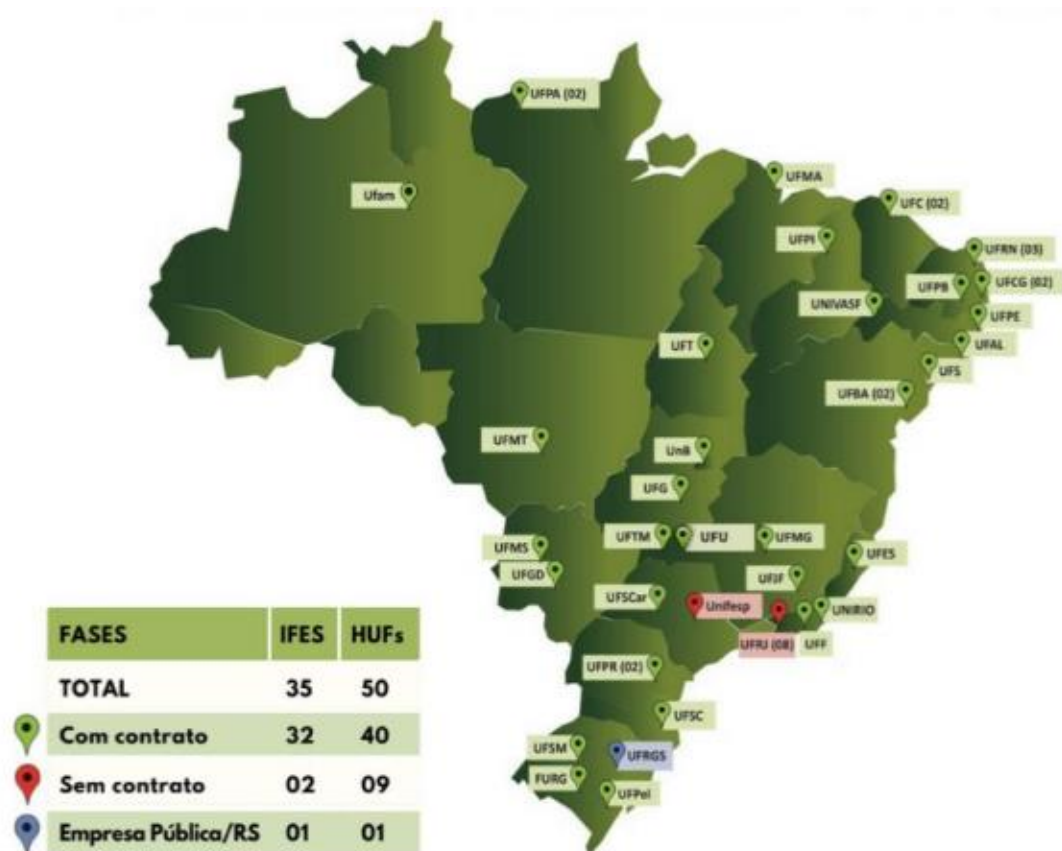 UFPA (02)
UFMA
Ufam
UFC (02)
UFPI
UFRN (03)
UFPB
UFCG (02)
UNIVASF
UFPE
UFT
UFAL
UFS
UFBA (02)
UFMT
UnB
UFG
UFTM
UFU
UFMG
UFMS
UFES
UFGD
UFJF
UFSCar
Unifesp
UNIRIO
UFRJ (08)
UFF
UFPR (02)
UFSC
UFSM
UFRGS
FURG
UFPel
FASES IFES HUFs
TOTAL 35 50
Com contrato 32 40
Sem contrato 02 09
Empresa Pública/RS 01 01